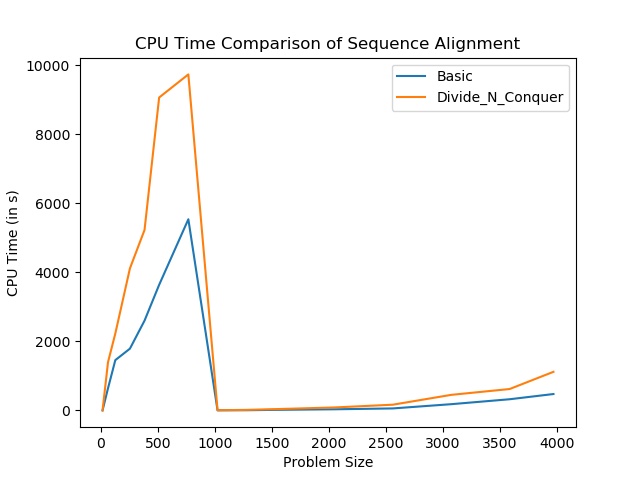 CPU Time Comparison of Sequence Alignment
Basic
Divide_N_Conquer
CPU Time (in s)
10000
8000
6000
4000
2000
0
0 500 1000 1500 2000 2500 3000 3500 4000
Problem Size